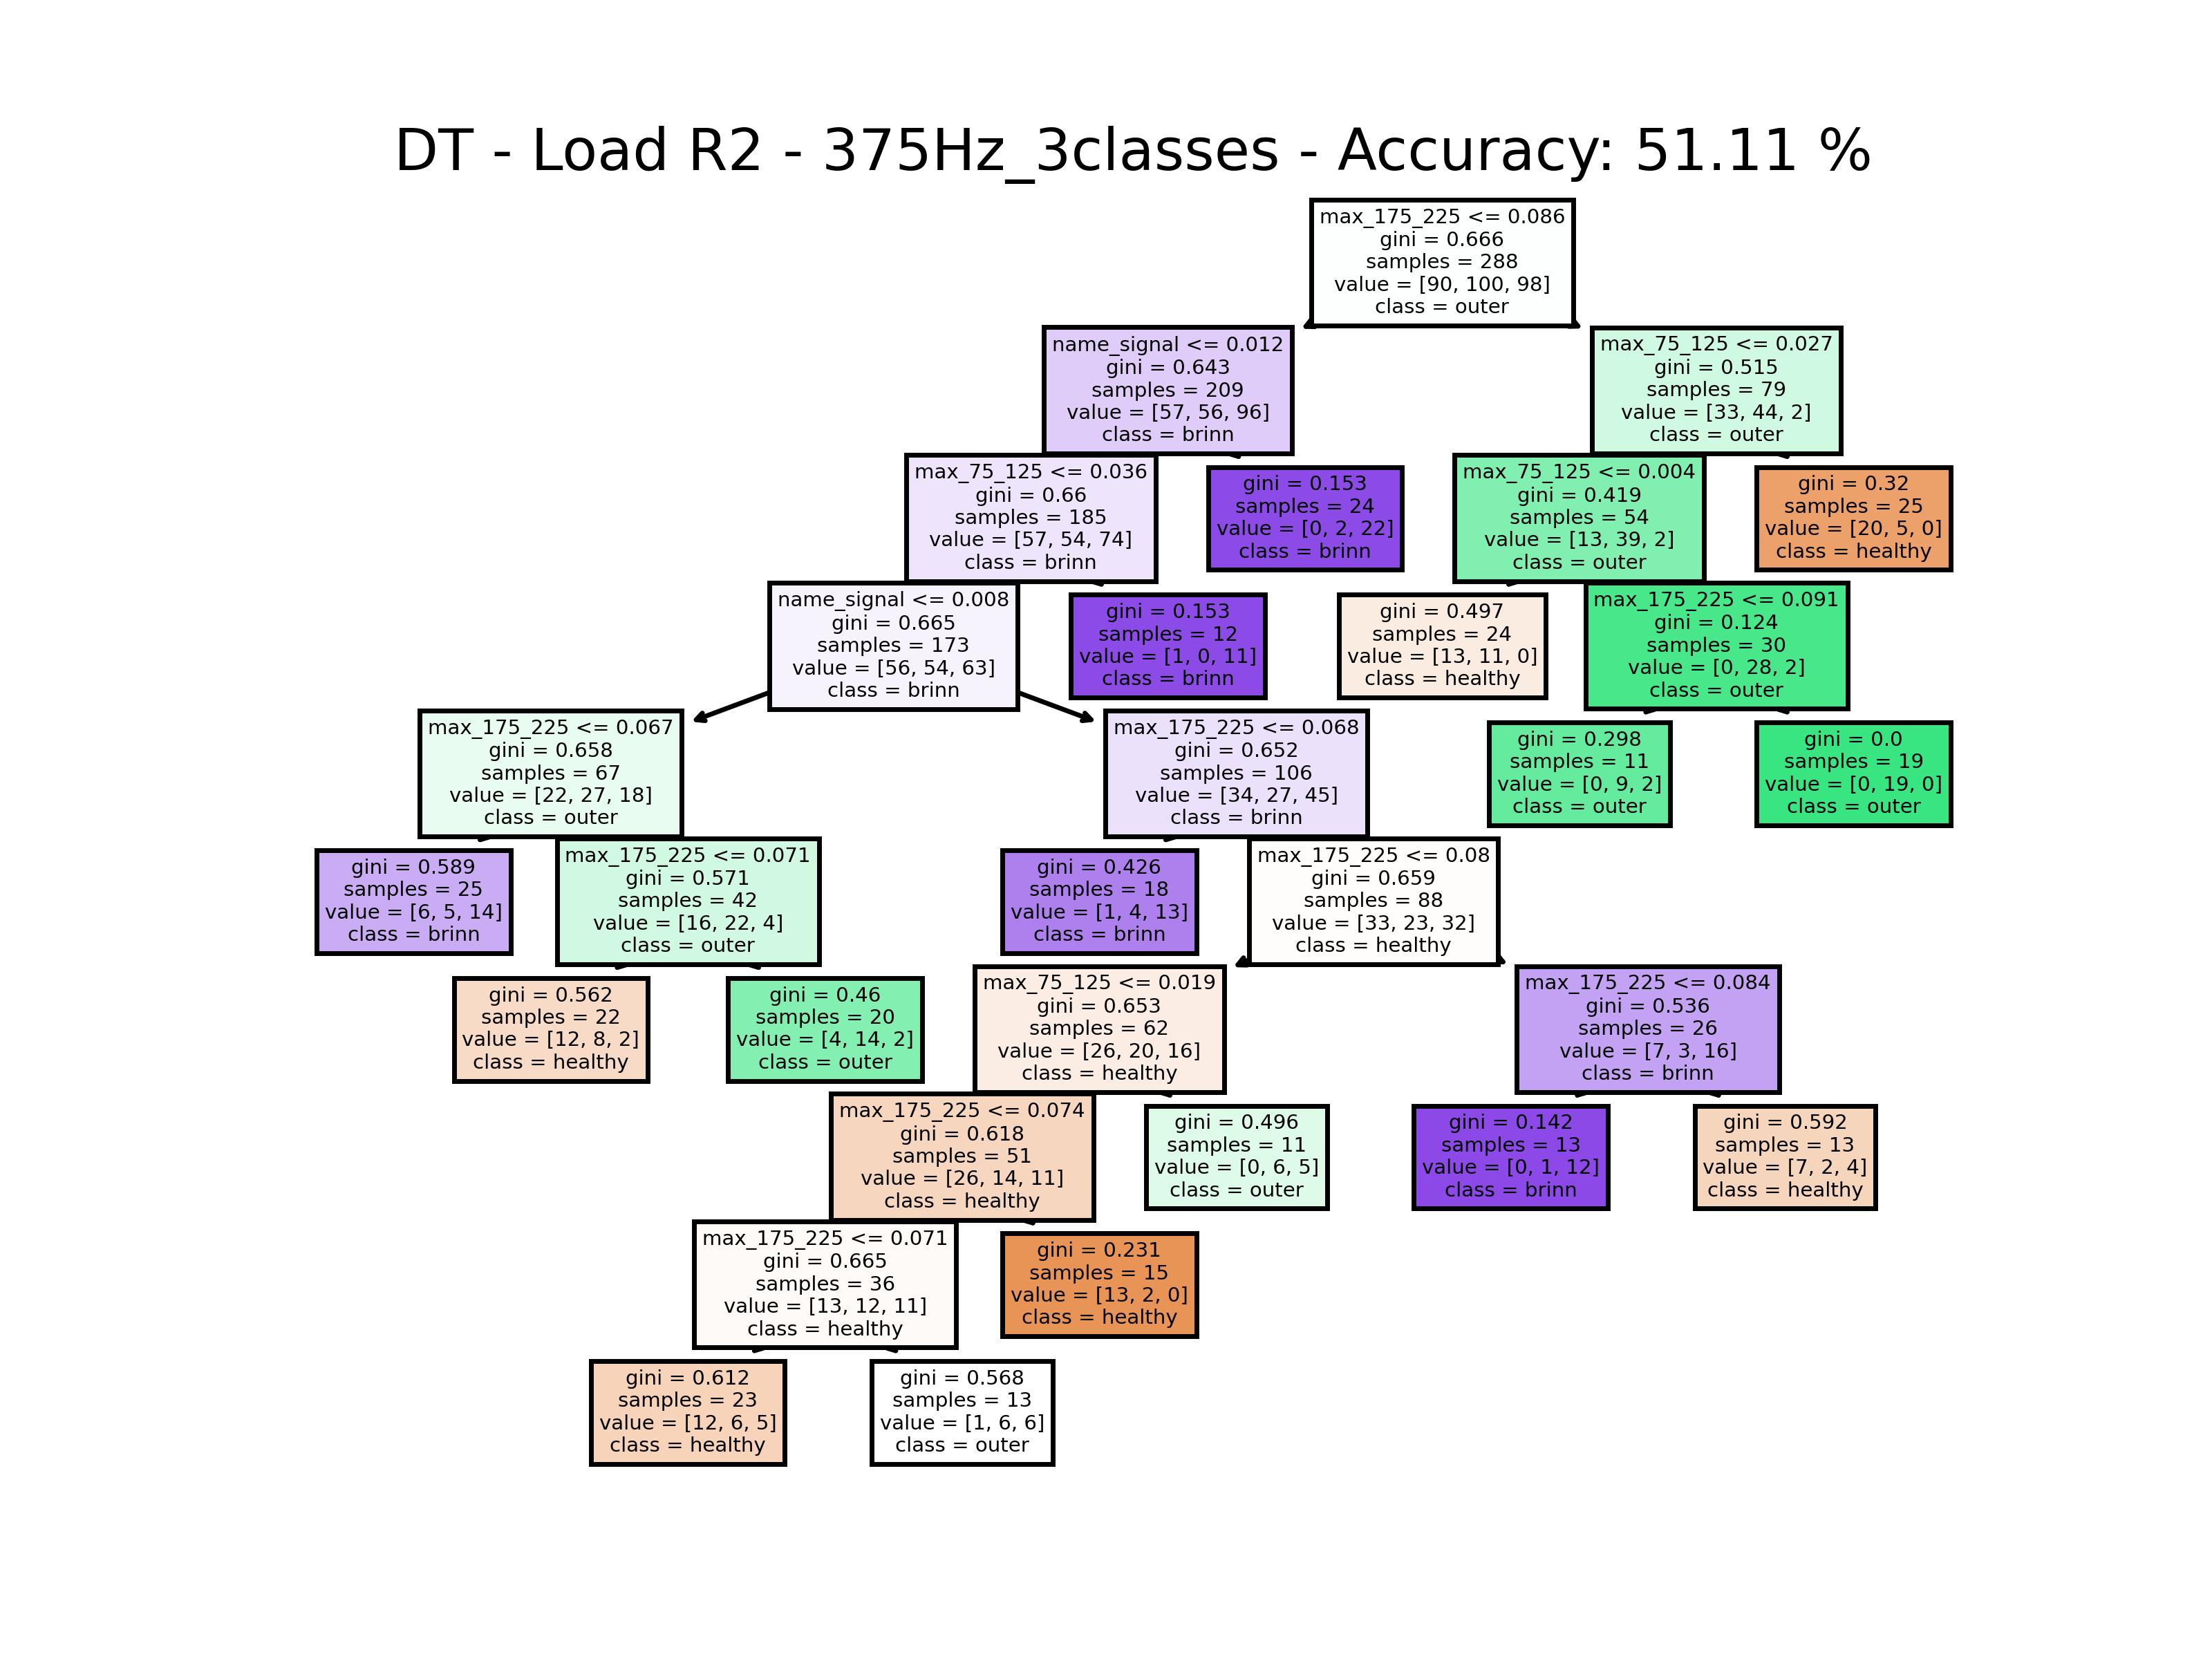 DT - Load R2 - 375Hz_3classes - Accuracy: 51.11 %
max_175_225 <= 0.086
gini = 0.666
samples = 288
value = [90, 100, 98]
class = outer
name_signal <= 0.012
gini = 0.643
samples = 209
value = [57, 56, 96]
class = brinn
max_75_125 <= 0.027
gini = 0.515
samples = 79
value = [33, 44, 2]
class = outer
max_75_125 <= 0.036
gini = 0.66
samples = 185
value = [57, 54, 74]
class = brinn
gini = 0.153
samples = 24
value = [0, 2, 22]
class = brinn
max_75_125 <= 0.004
gini = 0.419
samples = 54
value = [13, 39, 2]
class = outer
gini = 0.32
samples = 25
value = [20, 5, 0]
class = healthy
name_signal <= 0.008
gini = 0.665
samples = 173
value = [56, 54, 63]
class = brinn
gini = 0.153
samples = 12
value = [1, 0, 11]
class = brinn
gini = 0.497
samples = 24
value = [13, 11, 0]
class = healthy
max_175_225 <= 0.091
gini = 0.124
samples = 30
value = [0, 28, 2]
class = outer
max_175_225 <= 0.067
gini = 0.658
samples = 67
value = [22, 27, 18]
class = outer
max_175_225 <= 0.068
gini = 0.652
samples = 106
value = [34, 27, 45]
class = brinn
gini = 0.298
samples = 11
value = [0, 9, 2]
class = outer
gini = 0.0
samples = 19
value = [0, 19, 0]
class = outer
gini = 0.589
samples = 25
value = [6, 5, 14]
class = brinn
max_175_225 <= 0.071
gini = 0.571
samples = 42
value = [16, 22, 4]
class = outer
gini = 0.426
samples = 18
value = [1, 4, 13]
class = brinn
max_175_225 <= 0.08
gini = 0.659
samples = 88
value = [33, 23, 32]
class = healthy
gini = 0.562
samples = 22
value = [12, 8, 2]
class = healthy
gini = 0.46
samples = 20
value = [4, 14, 2]
class = outer
max_75_125 <= 0.019
gini = 0.653
samples = 62
value = [26, 20, 16]
class = healthy
max_175_225 <= 0.084
gini = 0.536
samples = 26
value = [7, 3, 16]
class = brinn
max_175_225 <= 0.074
gini = 0.618
samples = 51
value = [26, 14, 11]
class = healthy
gini = 0.496
samples = 11
value = [0, 6, 5]
class = outer
gini = 0.142
samples = 13
value = [0, 1, 12]
class = brinn
gini = 0.592
samples = 13
value = [7, 2, 4]
class = healthy
max_175_225 <= 0.071
gini = 0.665
samples = 36
value = [13, 12, 11]
class = healthy
gini = 0.231
samples = 15
value = [13, 2, 0]
class = healthy
gini = 0.612
samples = 23
value = [12, 6, 5]
class = healthy
gini = 0.568
samples = 13
value = [1, 6, 6]
class = outer